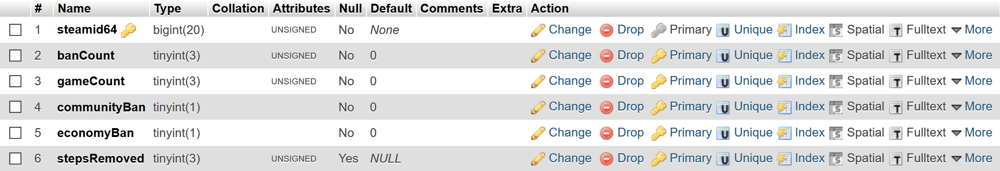 # Name Type Collation Attributes Null Default Comments Extra Action
1 steamid64 bigint(20) UNSIGNED No None Change Drop Primary Unique Index Spatial Fulltext More
2 banCount tinyint(3) UNSIGNED No 0 Change Drop Primary Unique Index Spatial Fulltext More
3 gameCount tinyint(3) UNSIGNED No 0 Change Drop Primary Unique Index Spatial Fulltext More
4 communityBan tinyint(1) No 0 Change Drop Primary Unique Index Spatial Fulltext More
5 economyBan tinyint(1) No 0 Change Drop Primary Unique Index Spatial Fulltext More
6 stepsRemoved tinyint(3) UNSIGNED Yes NULL Change Drop Primary Unique Index Spatial Fulltext More